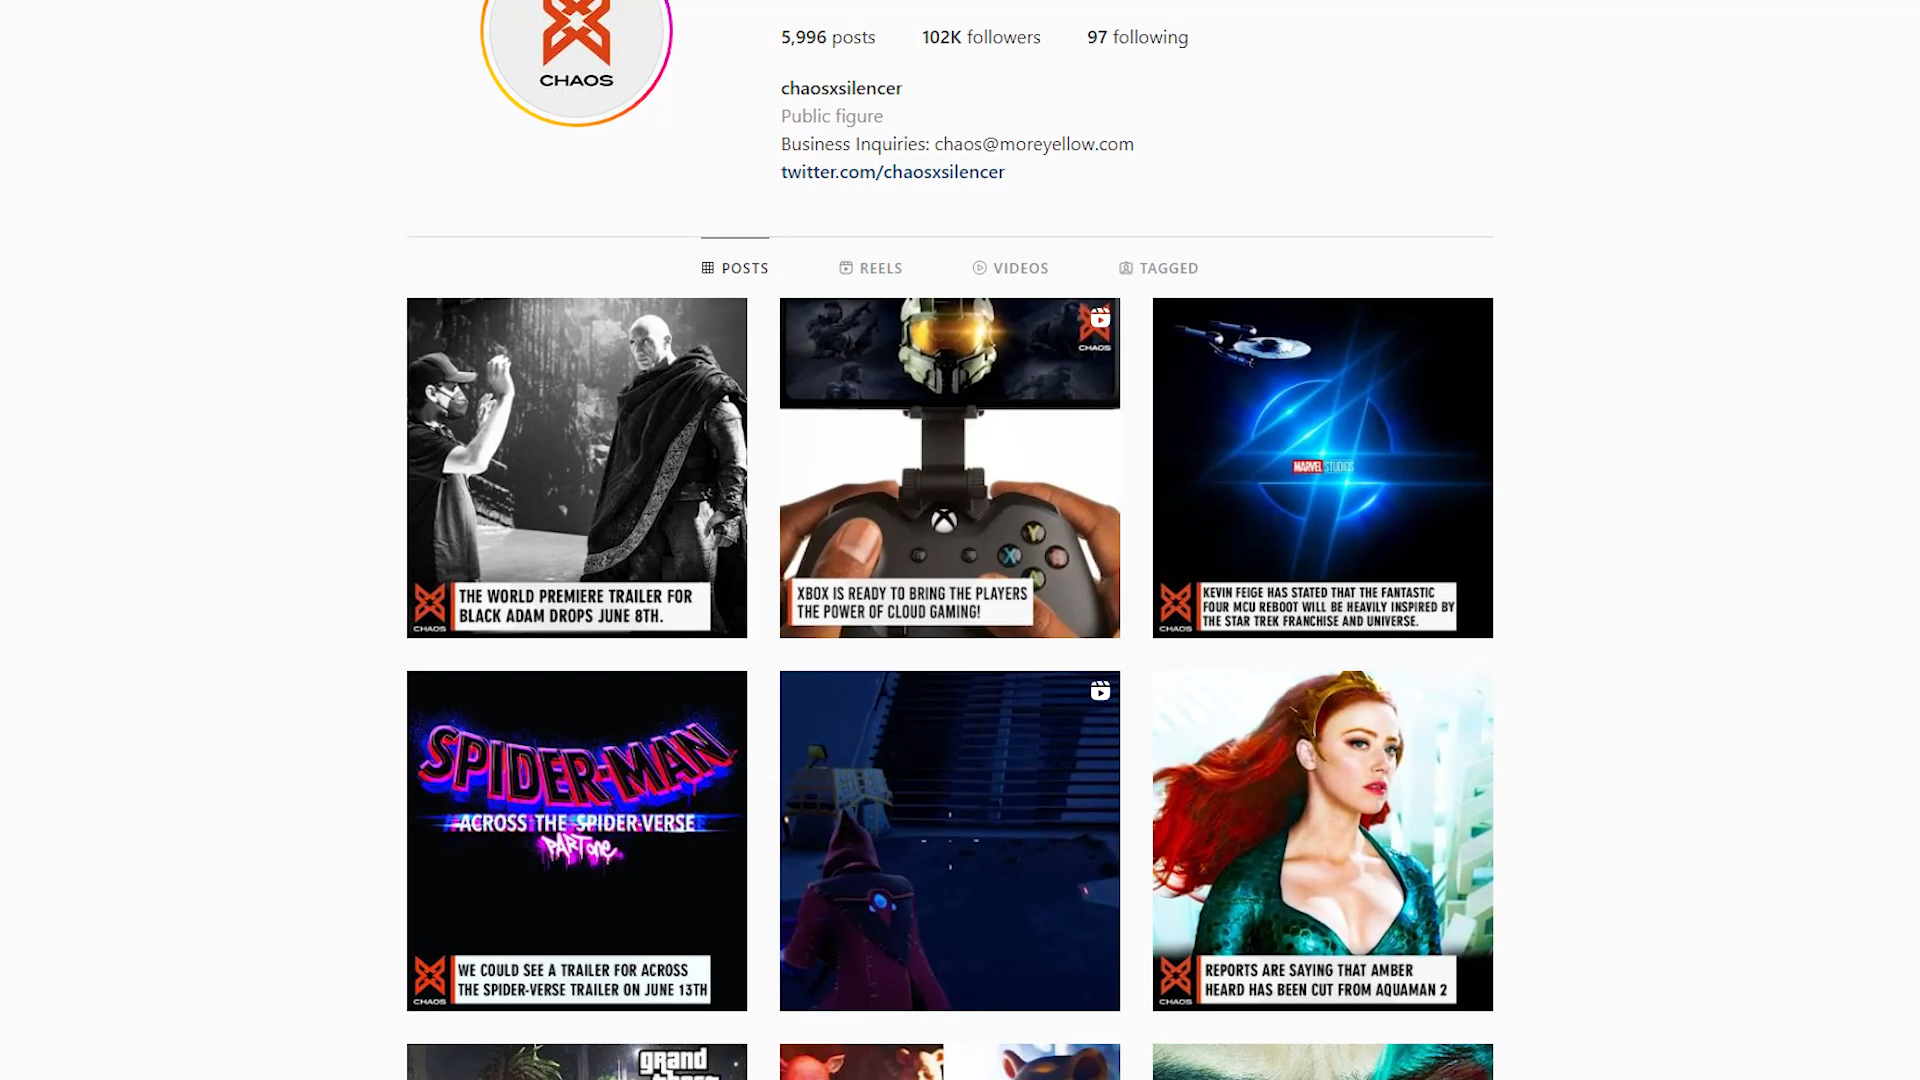 CHAOS
5,996 posts 102K followers 97 following
chaosxsilencer
Public figure
Business Inquiries: chaos@moreyellow.com
twitter.com/chaosxsilencer
POSTS REELS VIDEOS TAGGED
CHAOS
THE WORLD PREMIERE TRAILER FOR
BLACK ADAM DROPS JUNE 8TH.
CHAOS
X
Y
XBOX IS READY TO BRING THE PLAYERS
THE POWER OF CLOUD GAMING!
MARVEL STUDIOS
CHAOS
KEVIN FEIGE HAS STATED THAT THE FANTASTIC
FOUR MCU REBOOT WILL BE HEAVILY INSPIRED BY
THE STAR TREK FRANCHISE AND UNIVERSE.
SPIDER-MAN
ACROSS THE SPIDER-VERSE
PART one
CHAOS
WE COULD SEE A TRAILER FOR ACROSS
THE SPIDER-VERSE TRAILER ON JUNE 13TH
CHAOS
REPORTS ARE SAYING THAT AMBER
HEARD HAS BEEN CUT FROM AQUAMAN 2
grand